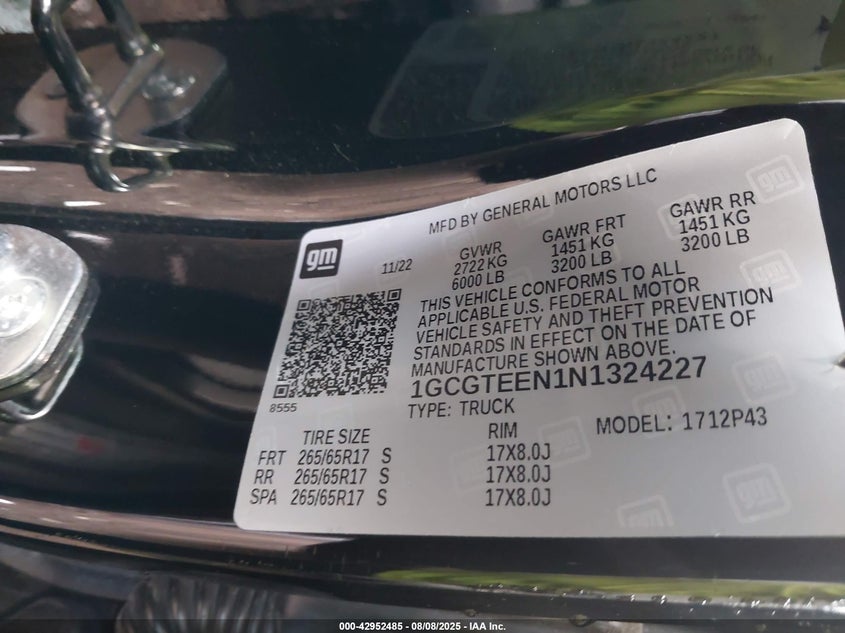 MFD BY GENERAL MOTORS LLC
gm
11/22
GVWR GAWR FRT GAWR RR
2722 KG 1451 KG 1451 KG
6000 LB 3200 LB 3200 LB
THIS VEHICLE CONFORMS TO ALL
APPLICABLE U.S. FEDERAL MOTOR
VEHICLE SAFETY AND THEFT PREVENTION
STANDARDS IN EFFECT ON THE DATE OF
MANUFACTURE SHOWN ABOVE.
8555
1GCGTEEN1N1324227
TYPE: TRUCK
MODEL: 1712P43
TIRE SIZE RIM
FRT 265/65R17 S 17X8.0J
RR 265/65R17 S 17X8.0J
SPA 265/65R17 S 17X8.0J
000-42952485 - 08/08/2025 - IAA Inc.